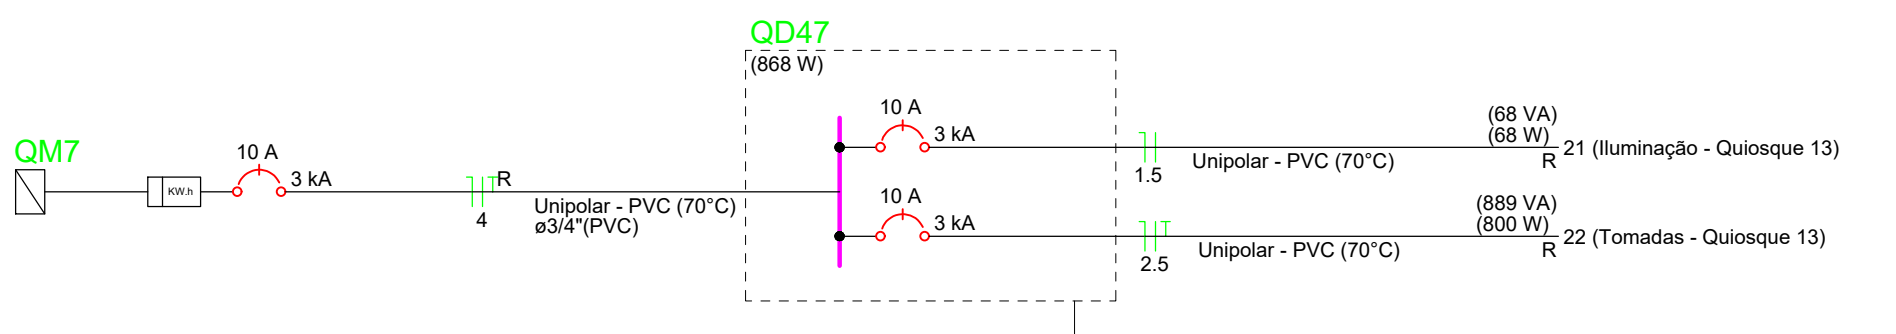 QD47
(868 W)
QM7
KW.h
10 A
3 kA
R
4
Unipolar - PVC (70°C)
ø3/4"(PVC)
10 A
3 kA
1.5
Unipolar - PVC (70°C)
(68 VA)
(68 W)
R
21 (Iluminação - Quiosque 13)
10 A
3 kA
2.5
Unipolar - PVC (70°C)
(889 VA)
(800 W)
R
22 (Tomadas - Quiosque 13)